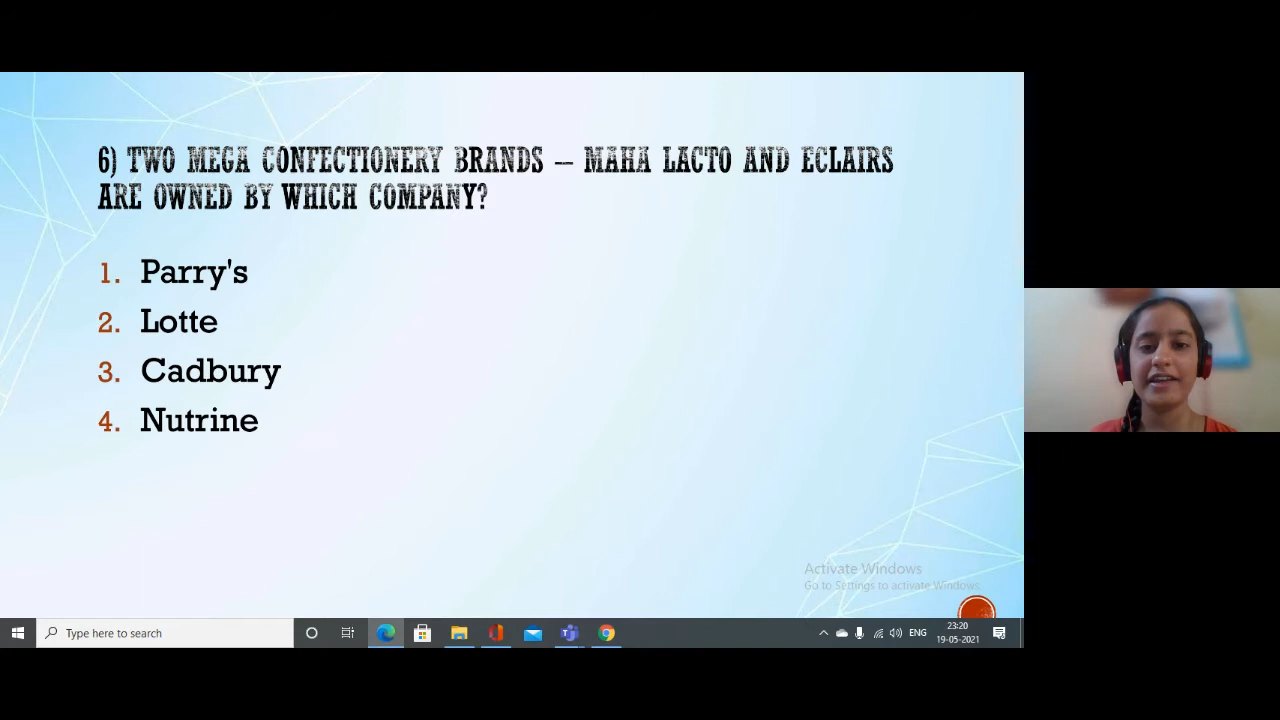 6) TWO MEGA CONFECTIONERY BRANDS – MAHA LACTO AND ECLAIRS
ARE OWNED BY WHICH COMPANY?
1. Parry's
2. Lotte
3. Cadbury
4. Nutrine
Activate Windows
Go to Settings to activate Windows.
Type here to search
ENG
23:20
19-05-2021